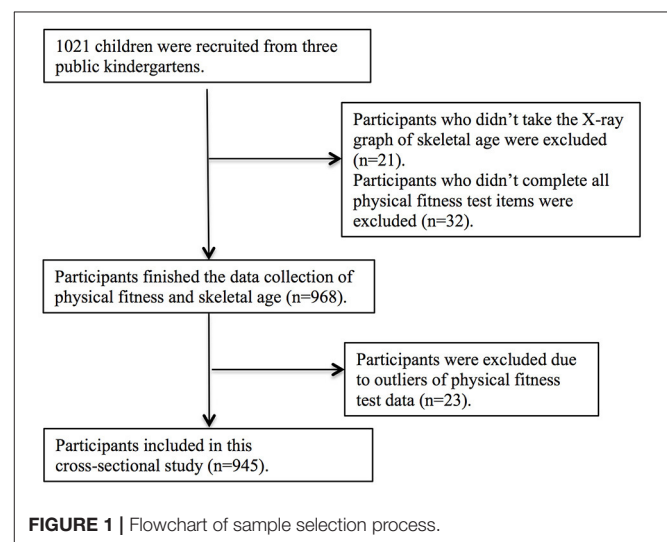 1021 children were recruited from three
public kindergartens.
Participants who didn’t take the X-ray
graph of skeletal age were excluded
(n=21).
Participants who didn’t complete all
physical fitness test items were
excluded (n=32).
Participants finished the data collection of
physical fitness and skeletal age (n=968).
Participants were excluded due
to outliers of physical fitness
test data (n=23).
Participants included in this
cross-sectional study (n=945).
FIGURE 1 | Flowchart of sample selection process.